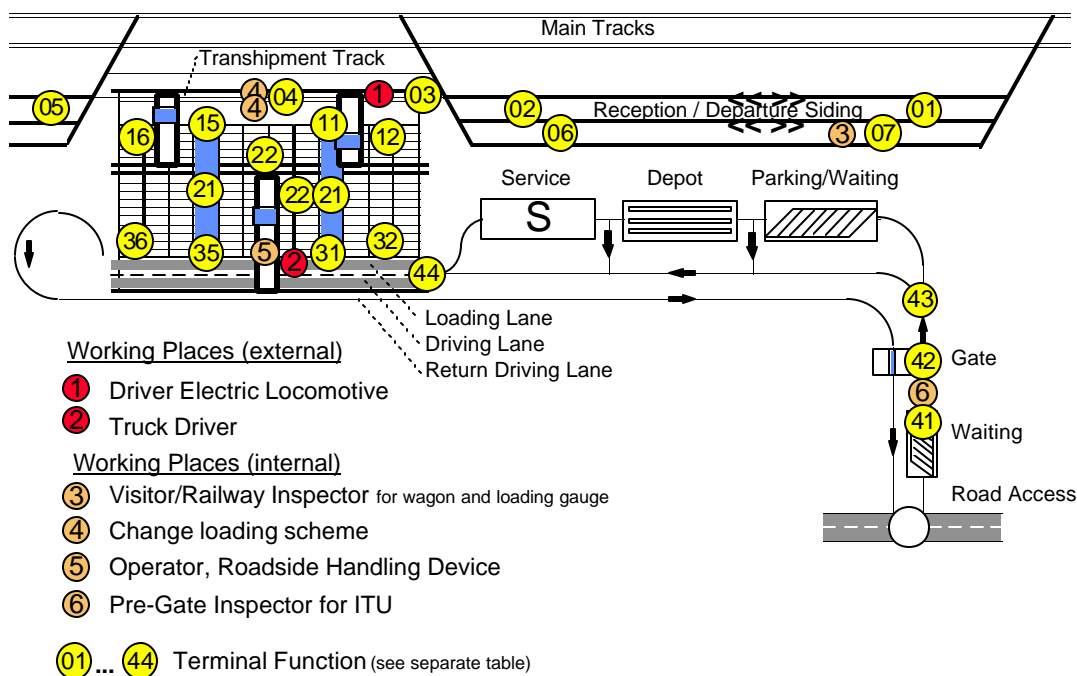 Main Tracks
Transhipment Track
4
4
04
1
03
05
02
<< >>
Reception / Departure Siding
01
<< >>
16
15
11
12
06
3
07
22
21
22
21
Service
Depot
Parking/Waiting
S
36
35
5
2
31
32
44
43
Loading Lane
Driving Lane
Return Driving Lane
42
Gate
6
41
Waiting
Road Access
Working Places (external)
1 Driver Electric Locomotive
2 Truck Driver
Working Places (internal)
3 Visitor/Railway Inspector for wagon and loading gauge
4 Change loading scheme
5 Operator, Roadside Handling Device
6 Pre-Gate Inspector for ITU
01 ... 44 Terminal Function (see separate table)